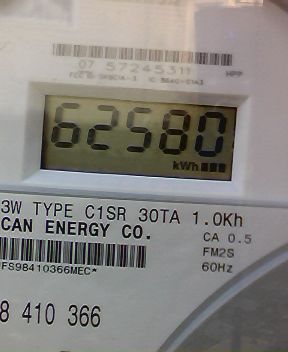 07 57245311 HPP
62580
kWh
3W TYPE C1SR 30TA 1.0Kh
CAN ENERGY CO.
CA 0.5
FM2S
60Hz
FS98410366MEC*
8 410 366